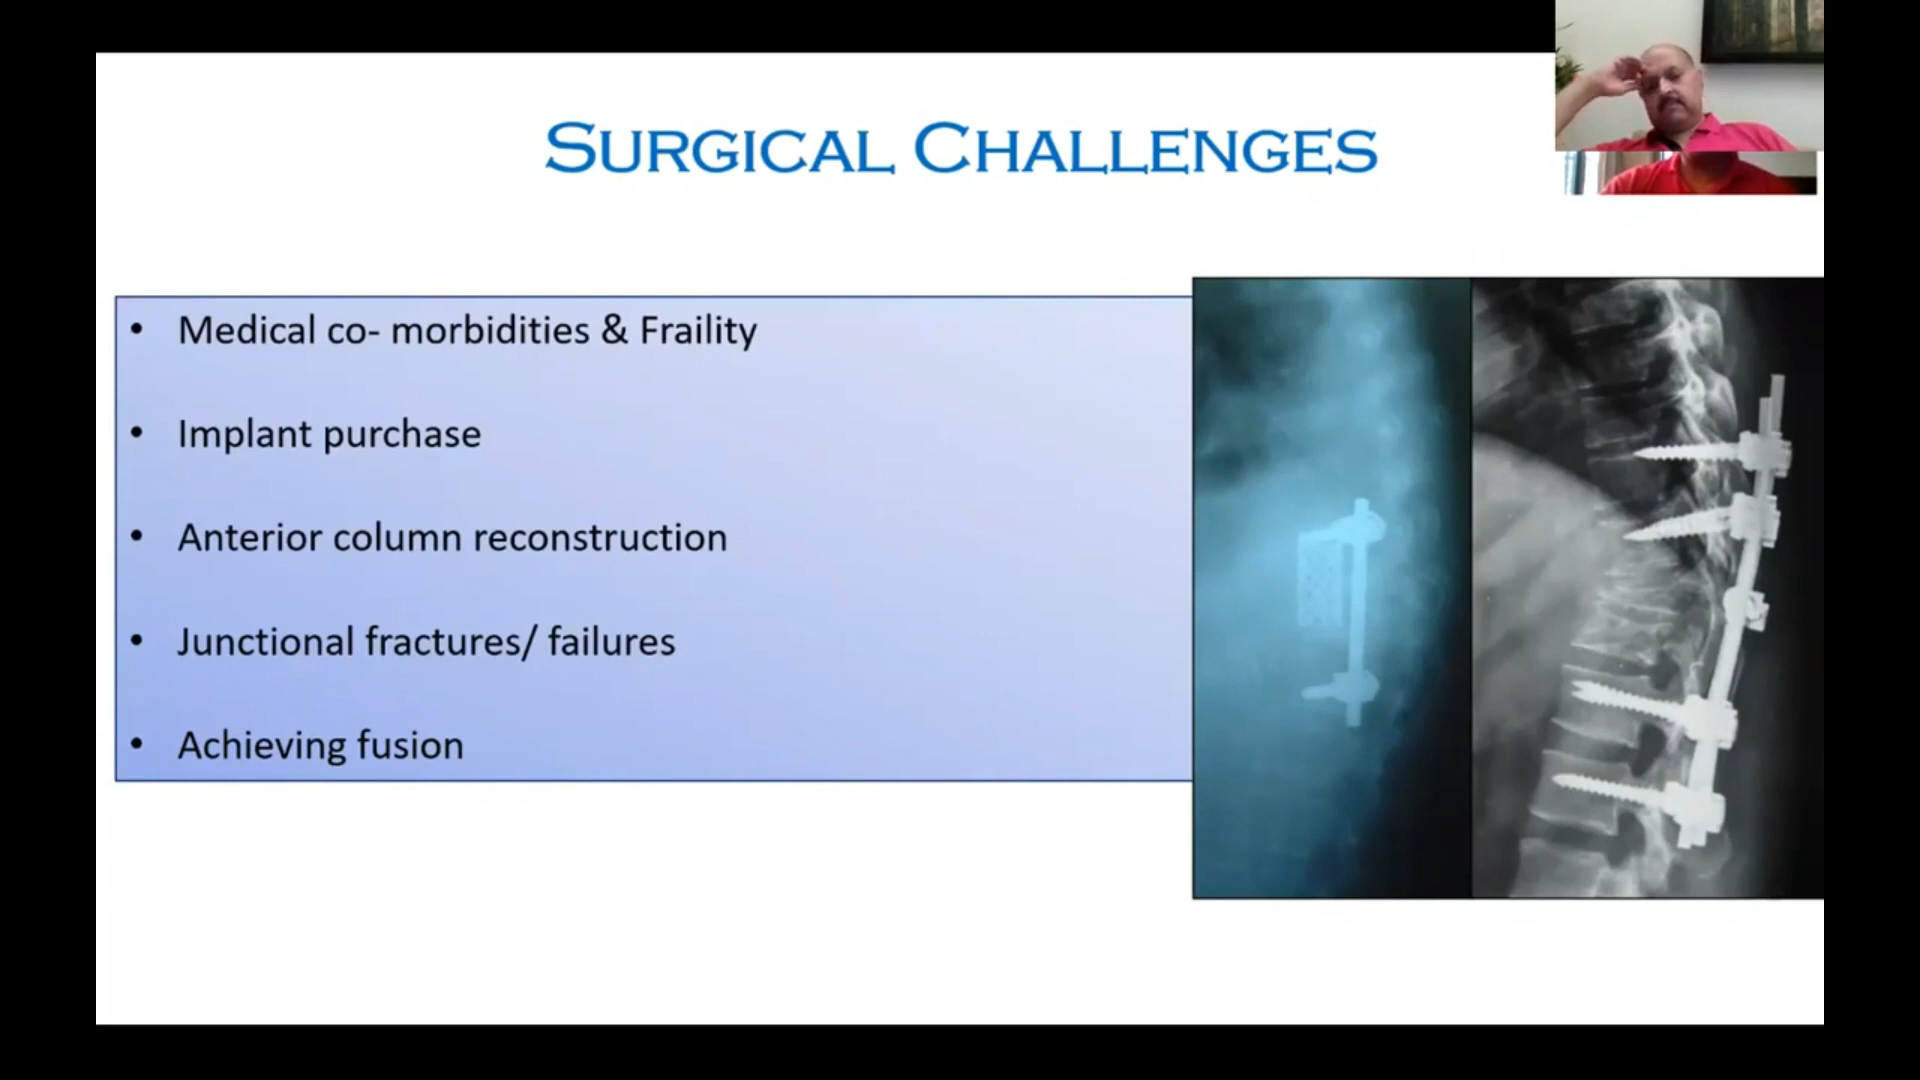 SURGICAL CHALLENGES
• Medical co- morbidities & Fraility
• Implant purchase
• Anterior column reconstruction
• Junctional fractures/ failures
• Achieving fusion